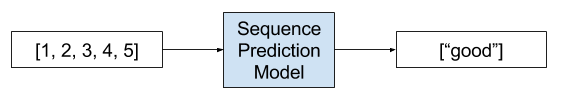 [1, 2, 3, 4, 5]
Sequence
Prediction
Model
[“good”]